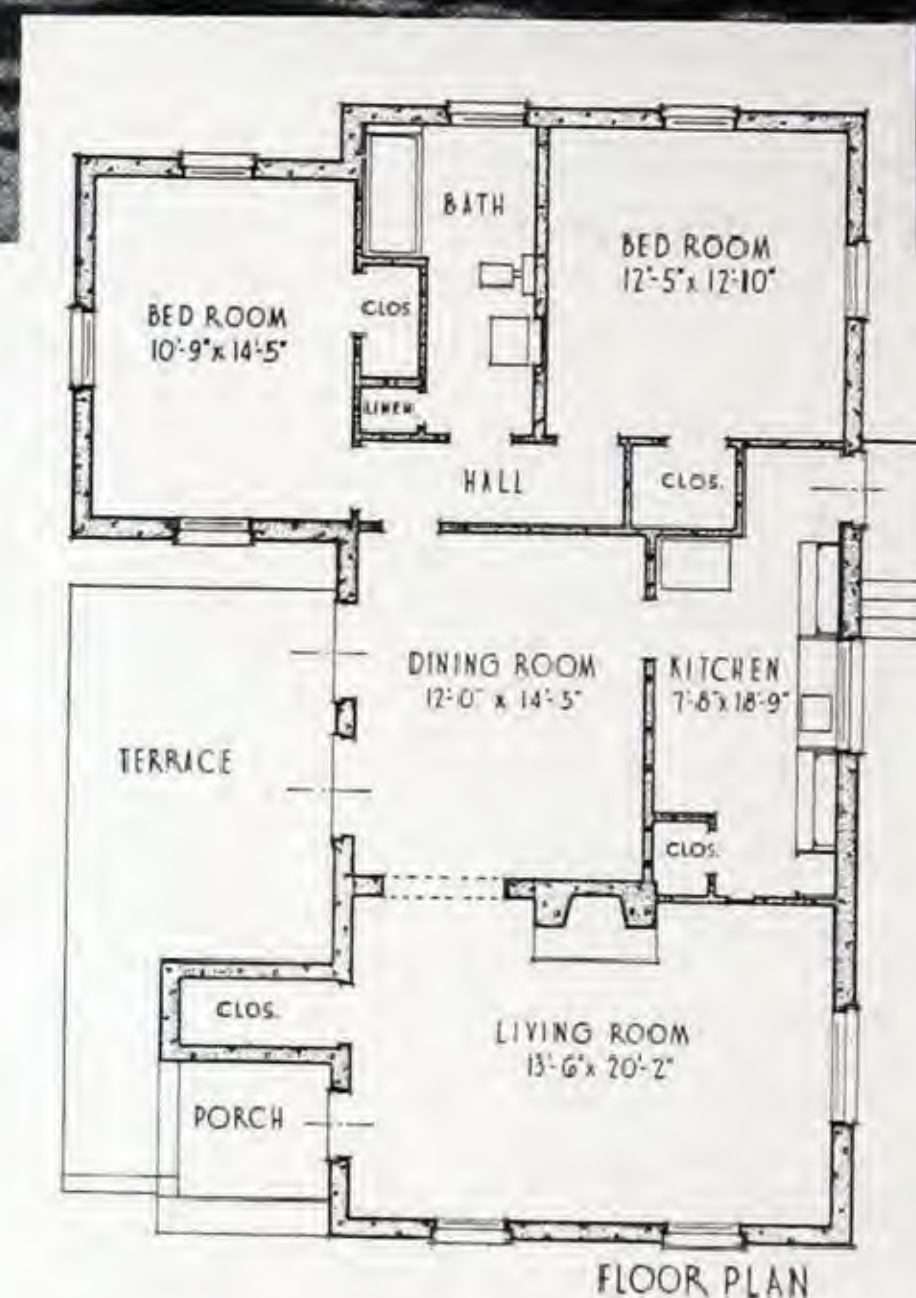 BATH
BED ROOM
12'-5" x 12'-10"
CLOS.
BED ROOM
10'-9" x 14'-5"
LINEN
HALL
CLOS.
DINING ROOM
12'-0" x 14'-3"
KITCHEN
7'-8" x 18'-9"
TERRACE
CLOS.
CLOS.
LIVING ROOM
13'-6" x 20'-2"
PORCH
FLOOR PLAN